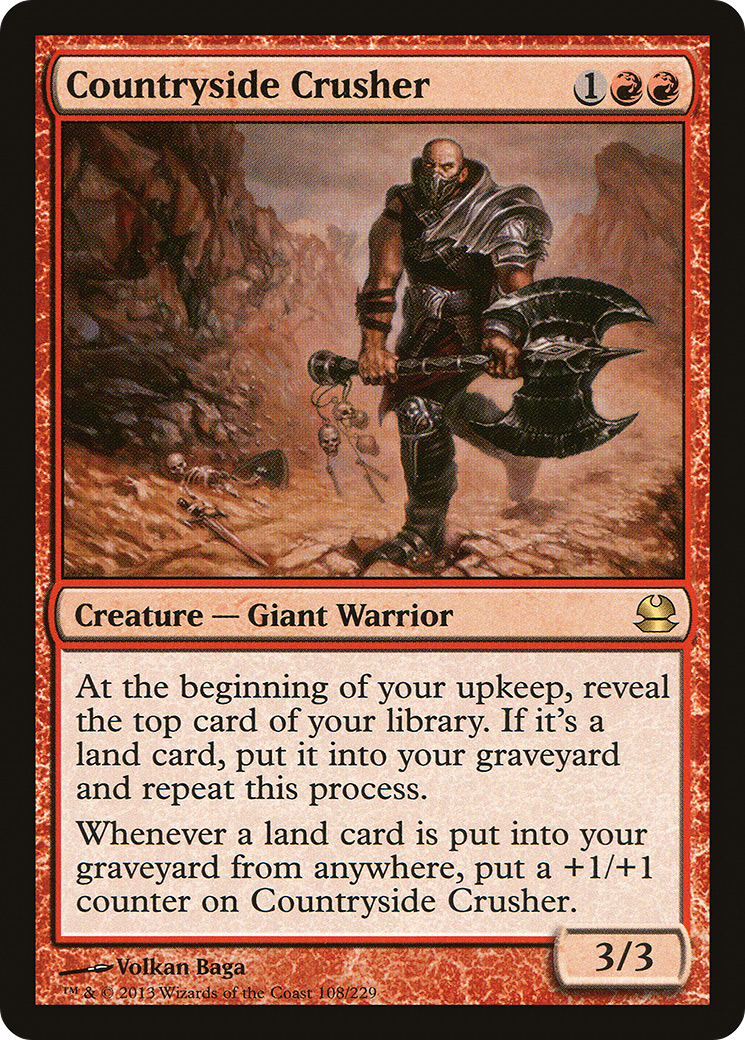 Countryside Crusher 1
Creature — Giant Warrior
At the beginning of your upkeep, reveal
the top card of your library. If it's a
land card, put it into your graveyard
and repeat this process.
Whenever a land card is put into your
graveyard from anywhere, put a +1/+1
counter on Countryside Crusher.
3/3
Volkan Baga
™ & © 2013 Wizards of the Coast 108/229